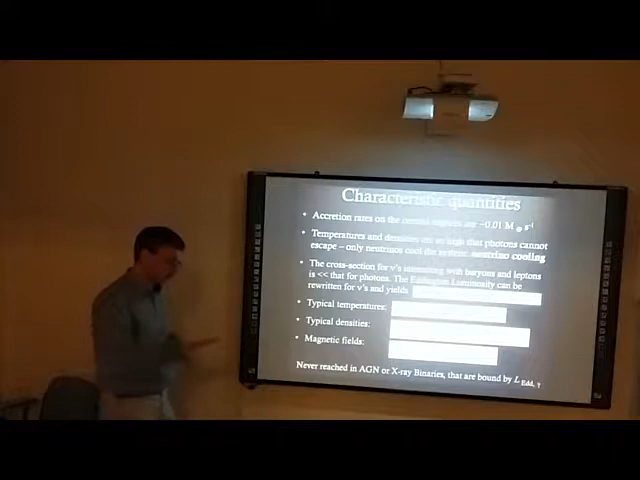 Characteristic quantities
• Accretion rates on the central engines are ~0.01 M s⁻¹
• Temperatures and densities are so high that photons cannot
escape – only neutrinos cool the system: neutrino cooling
• The cross-section for ν's interacting with baryons and leptons
is << that for photons. The Eddington Luminosity can be
rewritten for ν's and yields
• Typical temperatures:
• Typical densities:
• Magnetic fields:
Never reached in AGN or X-ray Binaries, that are bound by L Edd,